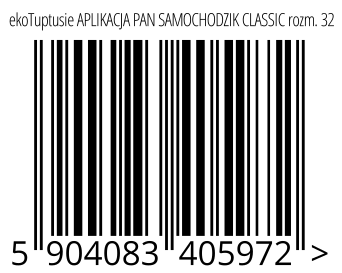 ekoTuptusie APLIKACJA PAN SAMOCHODZIK CLASSIC rozm. 32
5 904083 405972 >